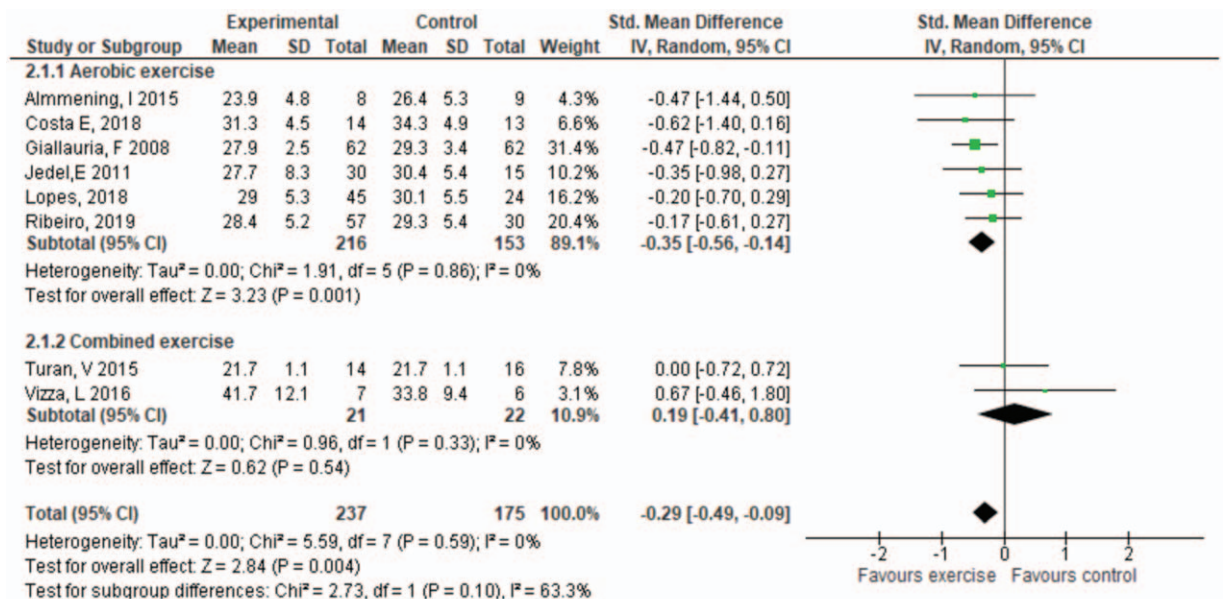 Experimental Control Std. Mean Difference Std. Mean Difference
Study or Subgroup Mean SD Total Mean SD Total Weight IV, Random, 95% CI IV, Random, 95% CI
2.1.1 Aerobic exercise
Almmening, I 2015 23.9 4.8 8 26.4 5.3 9 4.3% -0.47 [-1.44, 0.50]
Costa E, 2018 31.3 4.5 14 34.3 4.9 13 6.6% -0.62 [-1.40, 0.16]
Giallauria, F 2008 27.9 2.5 62 29.3 3.4 62 31.4% -0.47 [-0.82, -0.11]
Jedel,E 2011 27.7 8.3 30 30.4 5.4 15 10.2% -0.35 [-0.98, 0.27]
Lopes, 2018 29 5.3 45 30.1 5.5 24 16.2% -0.20 [-0.70, 0.29]
Ribeiro, 2019 28.4 5.2 57 29.3 5.4 30 20.4% -0.17 [-0.61, 0.27]
Subtotal (95% CI) 216 153 89.1% -0.35 [-0.56, -0.14]
Heterogeneity: Tau² = 0.00; Chi² = 1.91, df = 5 (P = 0.86); I² = 0%
Test for overall effect: Z = 3.23 (P = 0.001)
2.1.2 Combined exercise
Turan, V 2015 21.7 1.1 14 21.7 1.1 16 7.8% 0.00 [-0.72, 0.72]
Vizza, L 2016 41.7 12.1 7 33.8 9.4 6 3.1% 0.67 [-0.46, 1.80]
Subtotal (95% CI) 21 22 10.9% 0.19 [-0.41, 0.80]
Heterogeneity: Tau² = 0.00; Chi² = 0.96, df = 1 (P = 0.33); I² = 0%
Test for overall effect: Z = 0.62 (P = 0.54)
Total (95% CI) 237 175 100.0% -0.29 [-0.49, -0.09]
Heterogeneity: Tau² = 0.00; Chi² = 5.59, df = 7 (P = 0.59); I² = 0%
Test for overall effect: Z = 2.84 (P = 0.004)
Test for subgroup differences: Chi² = 2.73, df = 1 (P = 0.10), I² = 63.3%
-2 -1 0 1 2
Favours exercise Favours control